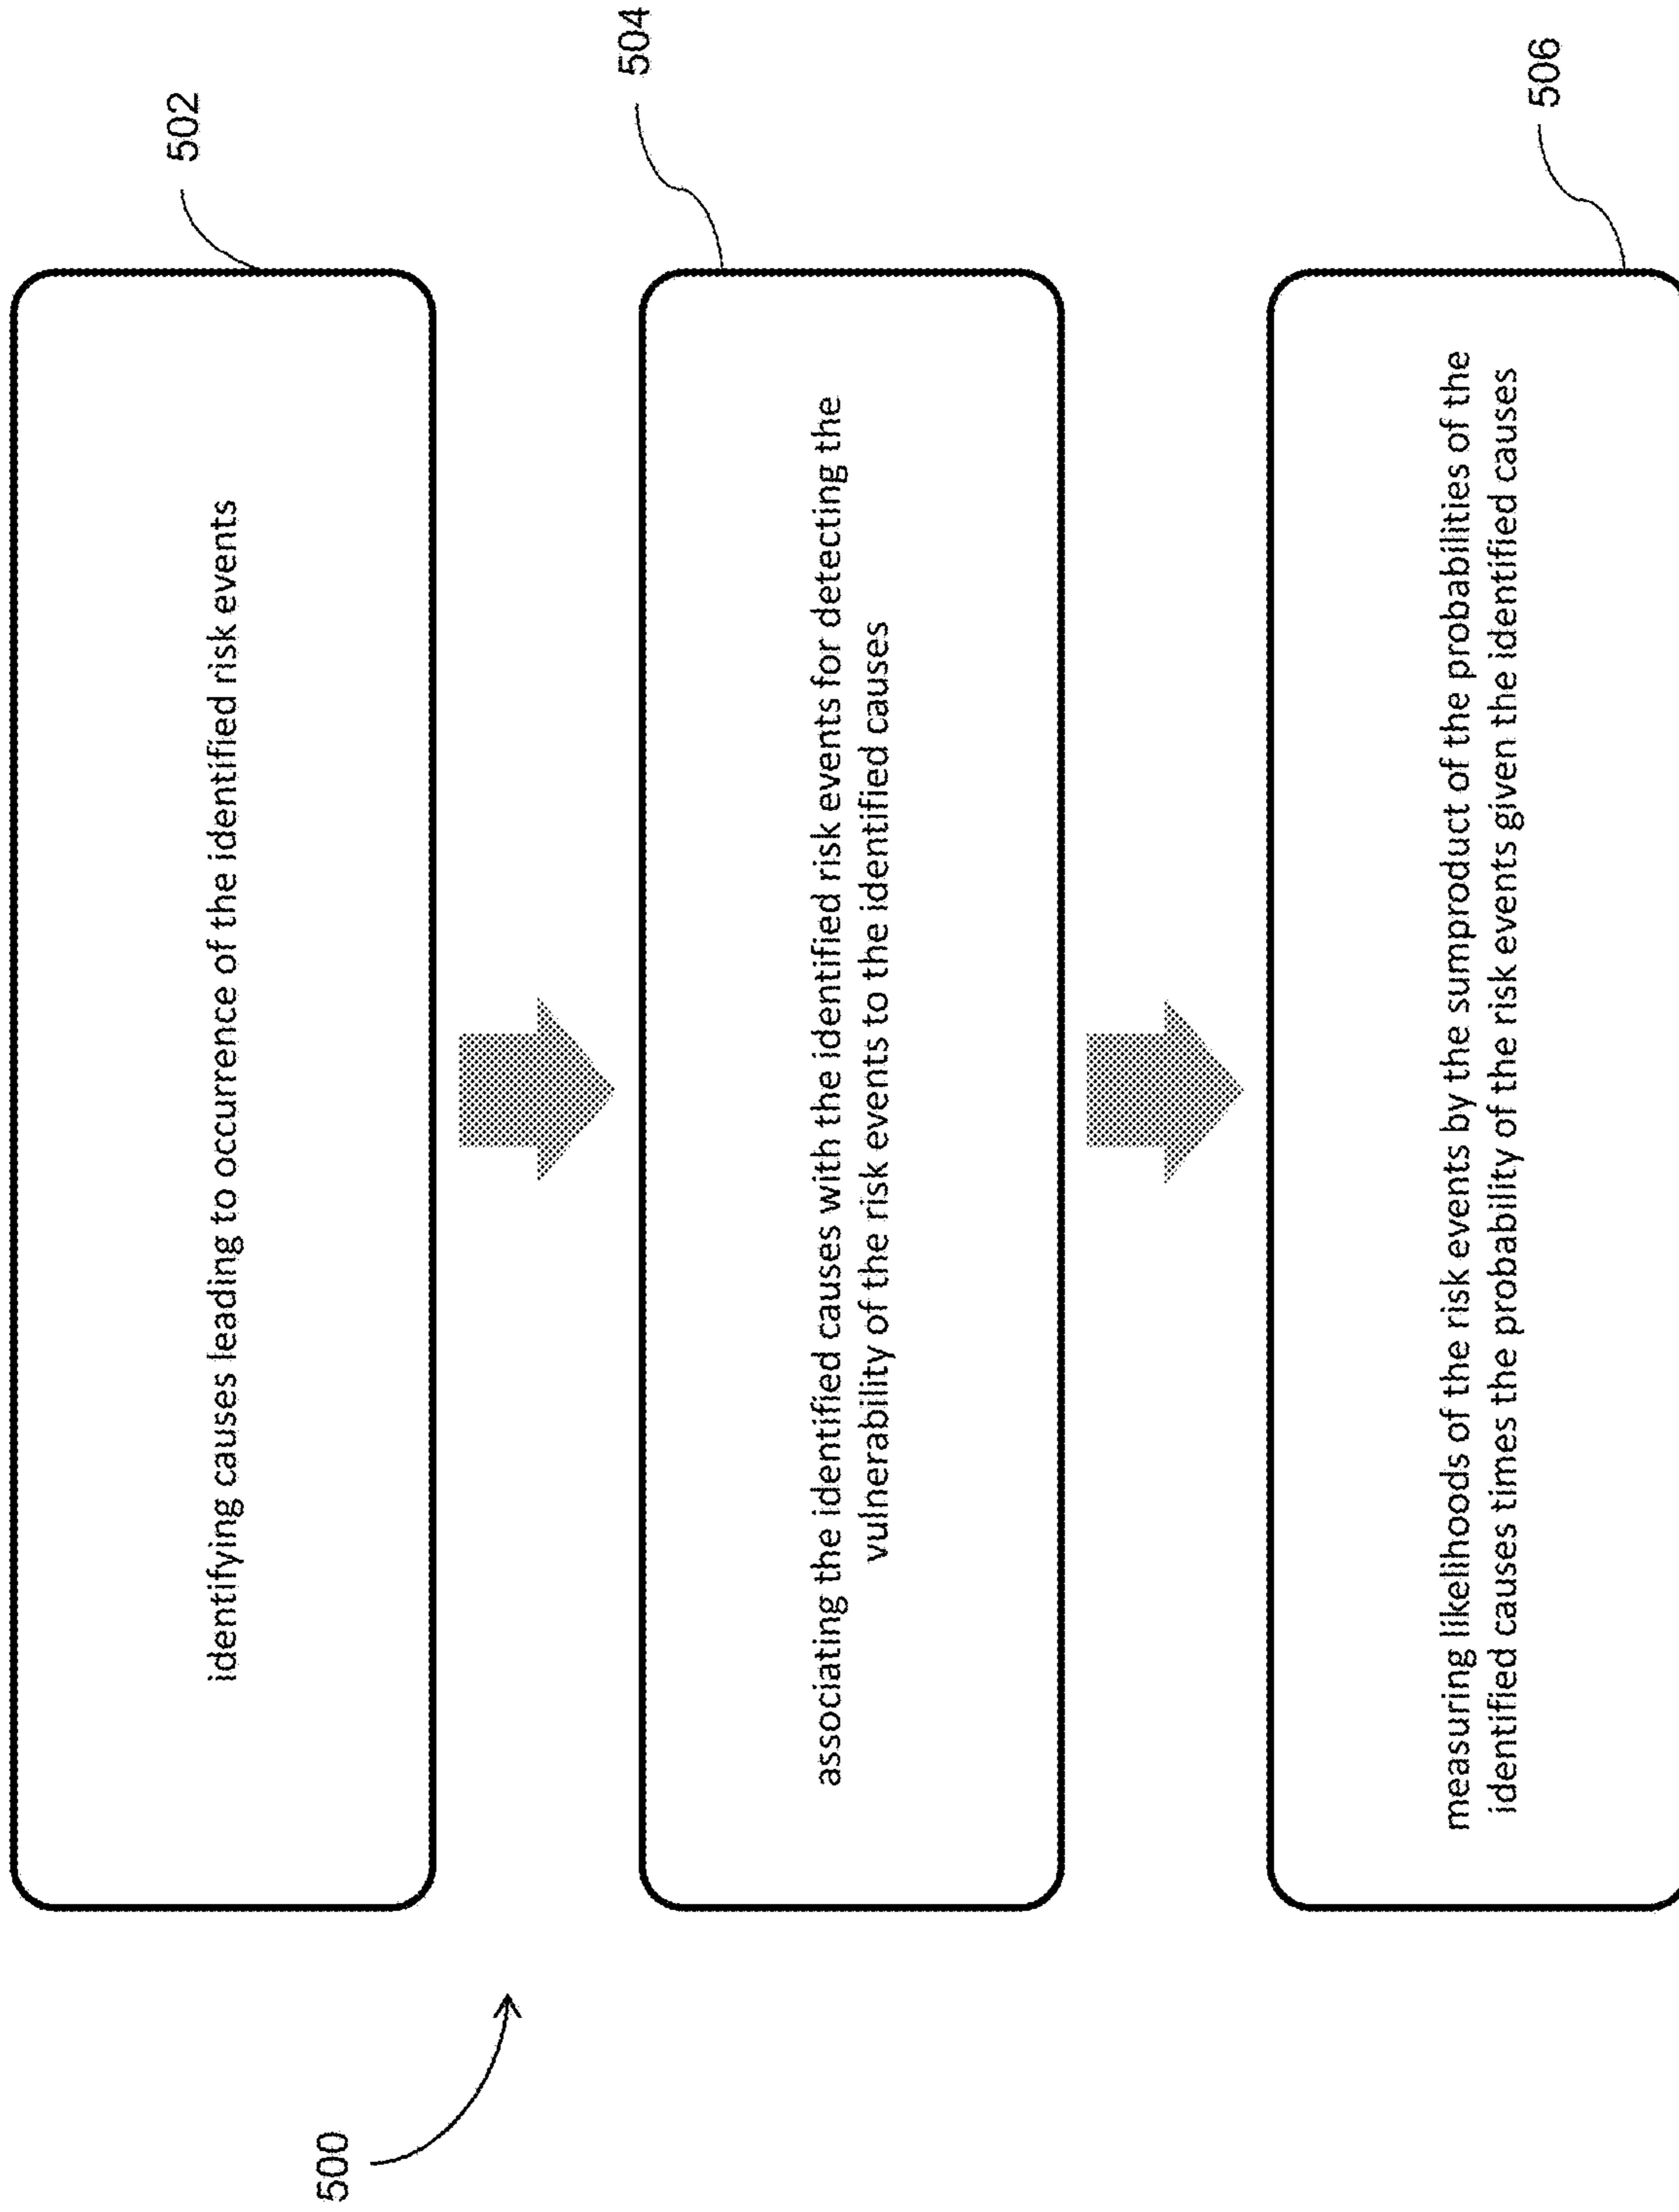 500
502
identifying causes leading to occurrence of the identified risk events
504
associating the identified causes with the identified risk events for detecting the
vulnerability of the risk events to the identified causes
506
measuring likelihoods of the risk events by the sumproduct of the probabilities of the
identified causes times the probability of the risk events given the identified causes